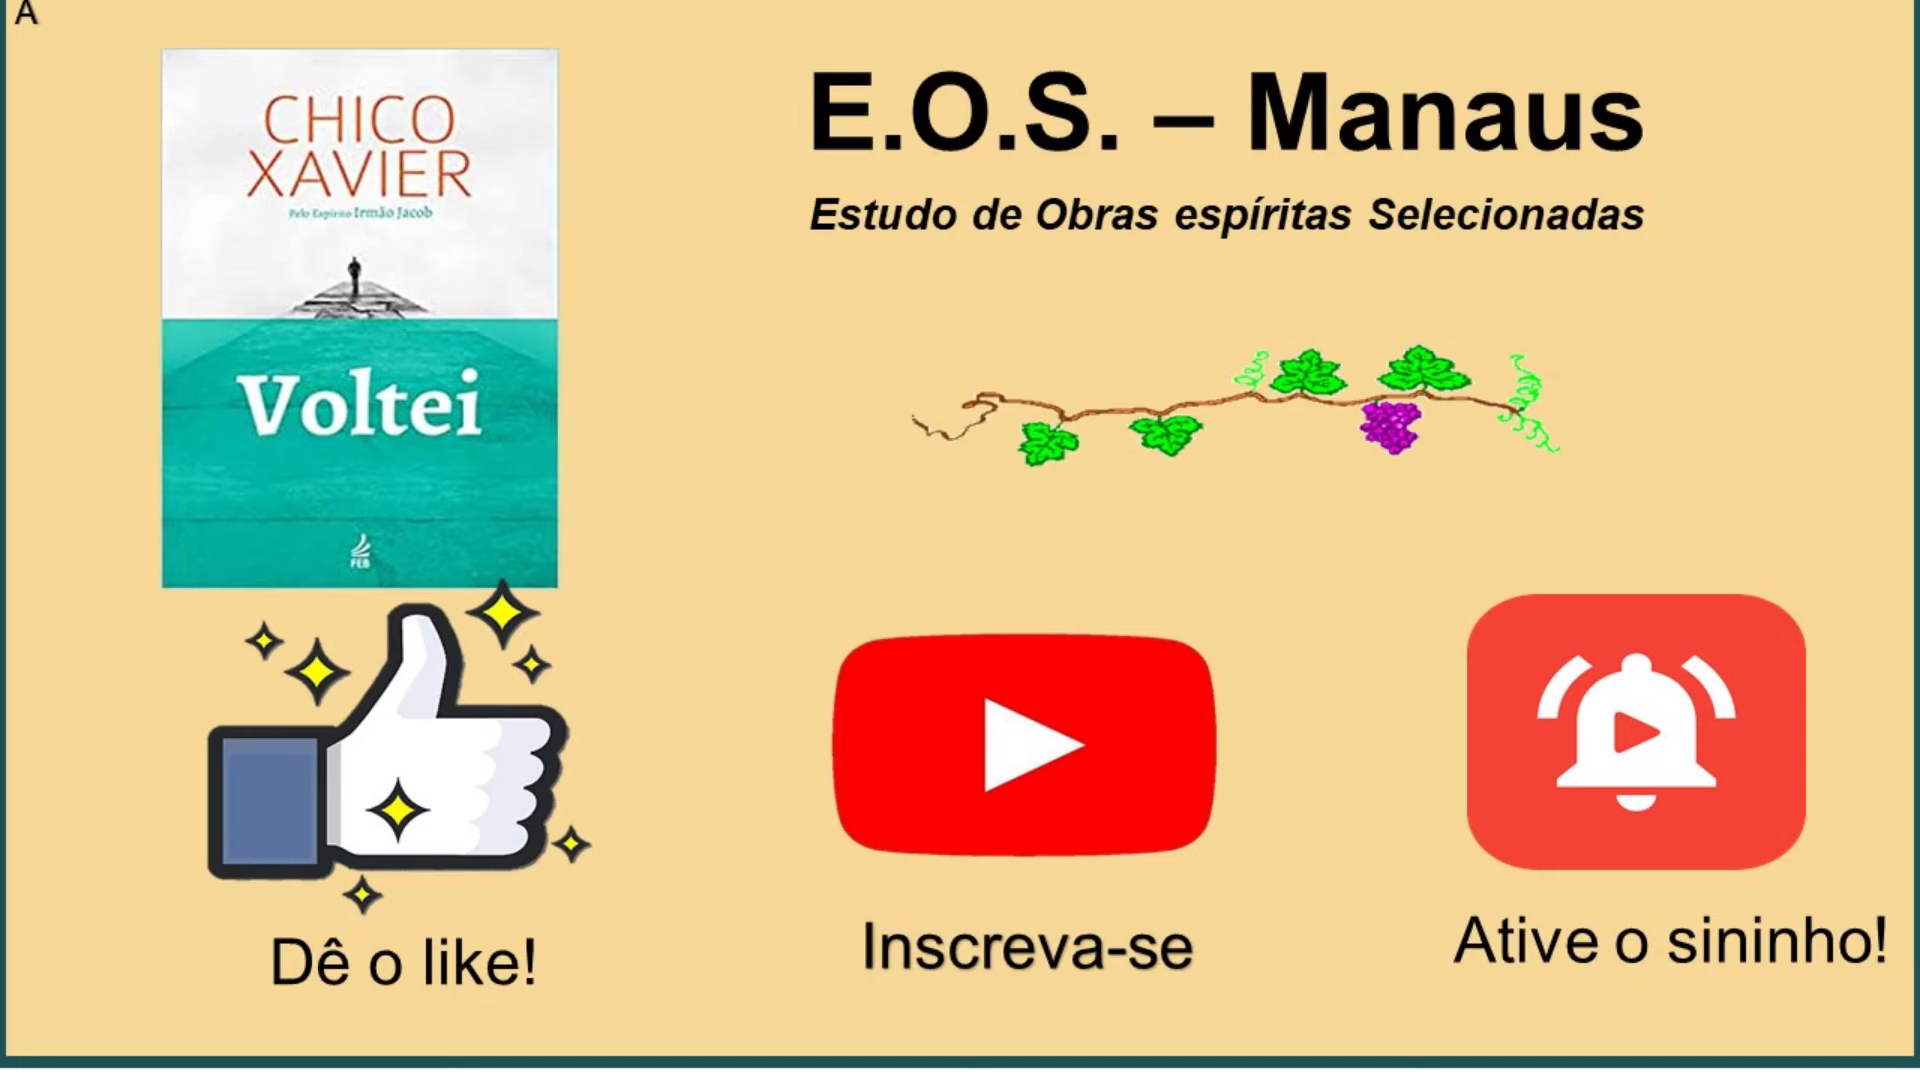 A
CHICO
XAVIER
Pelo Espírito Irmão Jacob
Voltei
FEB
E.O.S. – Manaus
Estudo de Obras espíritas Selecionadas
Dê o like!
Inscreva-se
Ative o sininho!